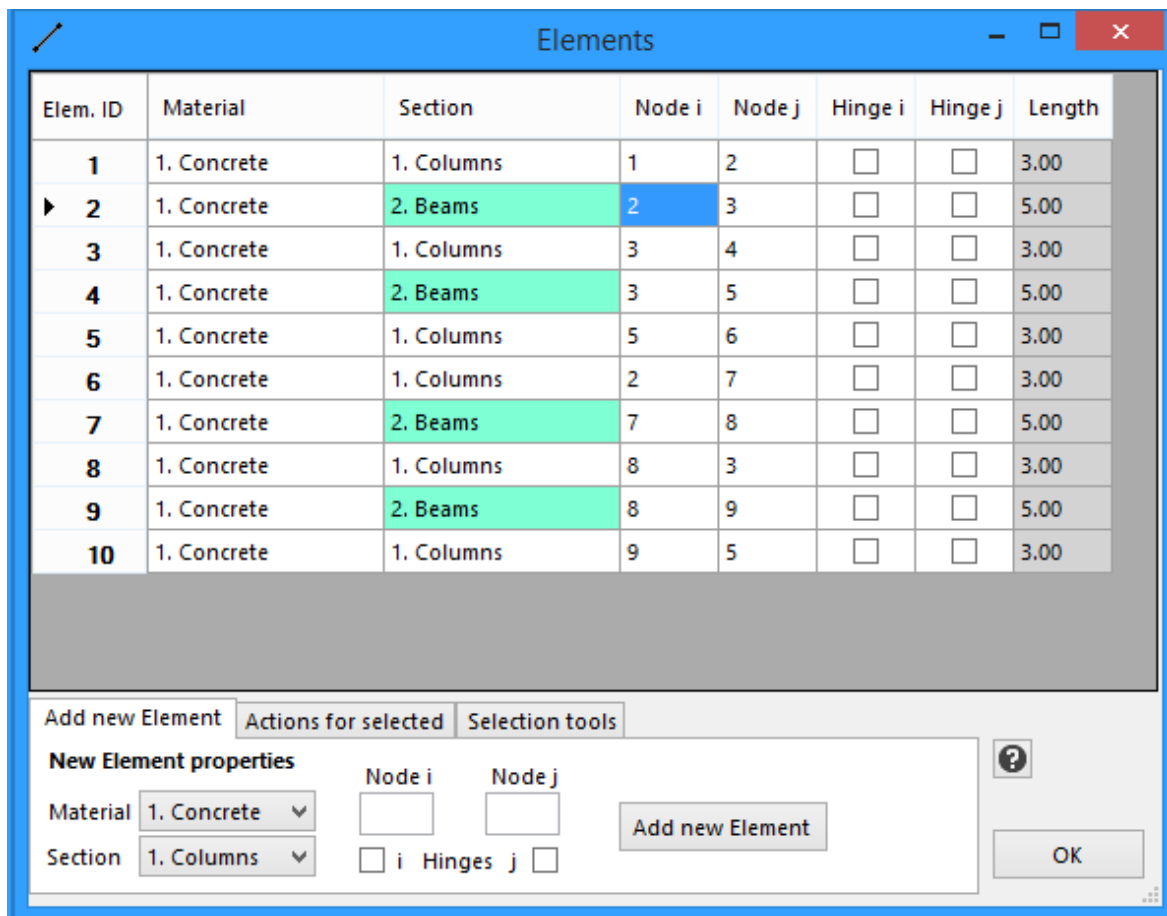 Elements
Elem. ID Material Section Node i Node j Hinge i Hinge j Length
1 1. Concrete 1. Columns 1 2 3.00
2 1. Concrete 2. Beams 2 3 5.00
3 1. Concrete 1. Columns 3 4 3.00
4 1. Concrete 2. Beams 3 5 5.00
5 1. Concrete 1. Columns 5 6 3.00
6 1. Concrete 1. Columns 2 7 3.00
7 1. Concrete 2. Beams 7 8 5.00
8 1. Concrete 1. Columns 8 3 3.00
9 1. Concrete 2. Beams 8 9 5.00
10 1. Concrete 1. Columns 9 5 3.00
Add new Element Actions for selected Selection tools
New Element properties
Node i Node j
Material 1. Concrete
Add new Element
Section 1. Columns
i Hinges j
OK